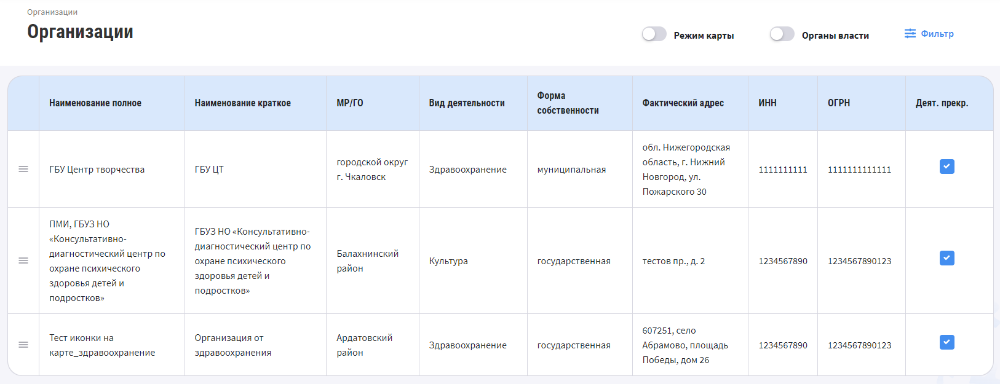 Организации
Организации
Режим карты
Органы власти
Фильтр
Наименование полное
Наименование краткое
МР/ГО
Вид деятельности
Форма
собственности
Фактический адрес
ИНН
ОГРН
Деят. прекр.
ГБУ Центр творчества
ГБУ ЦТ
городской округ
г. Чкаловск
Здравоохранение
муниципальная
обл. Нижегородская
область, г. Нижний
Новгород, ул.
Пожарского 30
1111111111
1111111111111
ПМИ, ГБУЗ НО
«Консультативно-
диагностический центр по
охране психического
здоровья детей и
подростков»
ГБУЗ НО «Консультативно-
диагностический центр по
охране психического
здоровья детей и
подростков»
Балахнинский
район
Культура
государственная
тестов пр., д. 2
1234567890
1234567890123
Тест иконки на
карте_здравоохранение
Организация от
здравоохранения
Ардатовский
район
Здравоохранение
государственная
607251, село
Абрамово, площадь
Победы, дом 26
1234567890
1234567890123